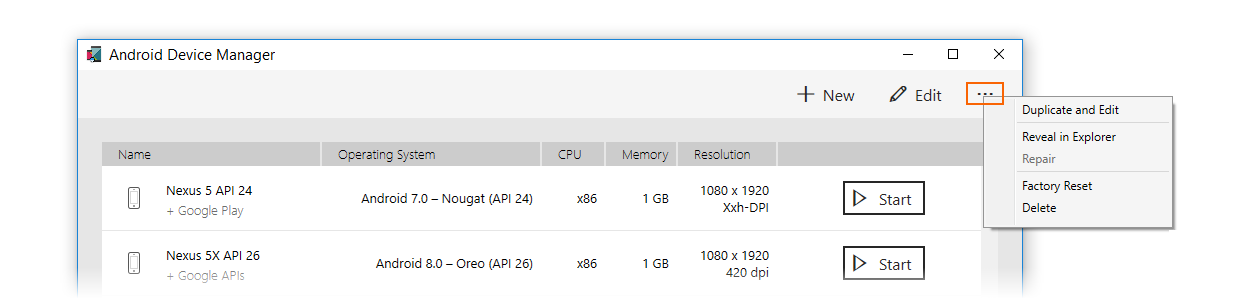 Android Device Manager
New Edit ...
Duplicate and Edit
Reveal in Explorer
Repair
Factory Reset
Delete
Name Operating System CPU Memory Resolution
Nexus 5 API 24
+ Google Play
Android 7.0 – Nougat (API 24) x86 1 GB
1080 x 1920
Xxh-DPI
Start
Nexus 5X API 26
+ Google APIs
Android 8.0 – Oreo (API 26) x86 1 GB
1080 x 1920
420 dpi
Start